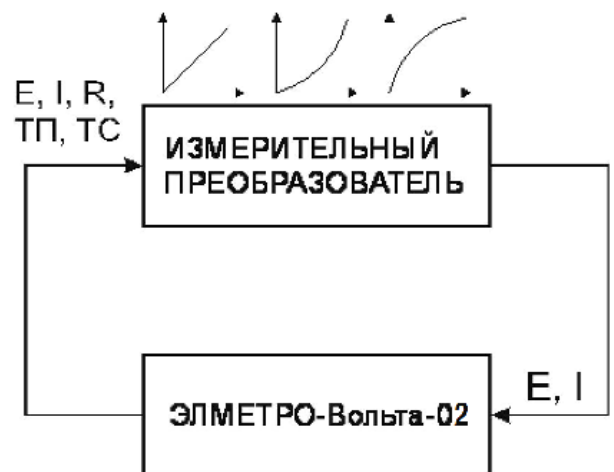 E, I, R,
ТП, ТС
ИЗМЕРИТЕЛЬНЫЙ
ПРЕОБРАЗОВАТЕЛЬ
E, I
ЭЛМЕТРО-Вольта-02